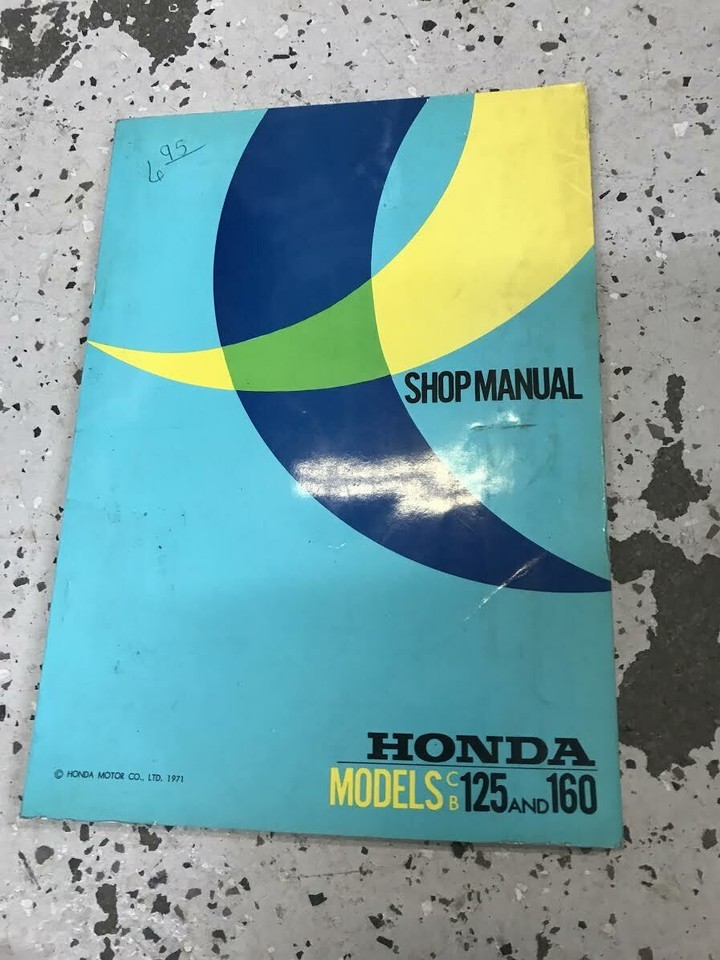 6 95
SHOP MANUAL
HONDA
© HONDA MOTOR CO., LTD. 1971
MODELS C B 125 AND 160